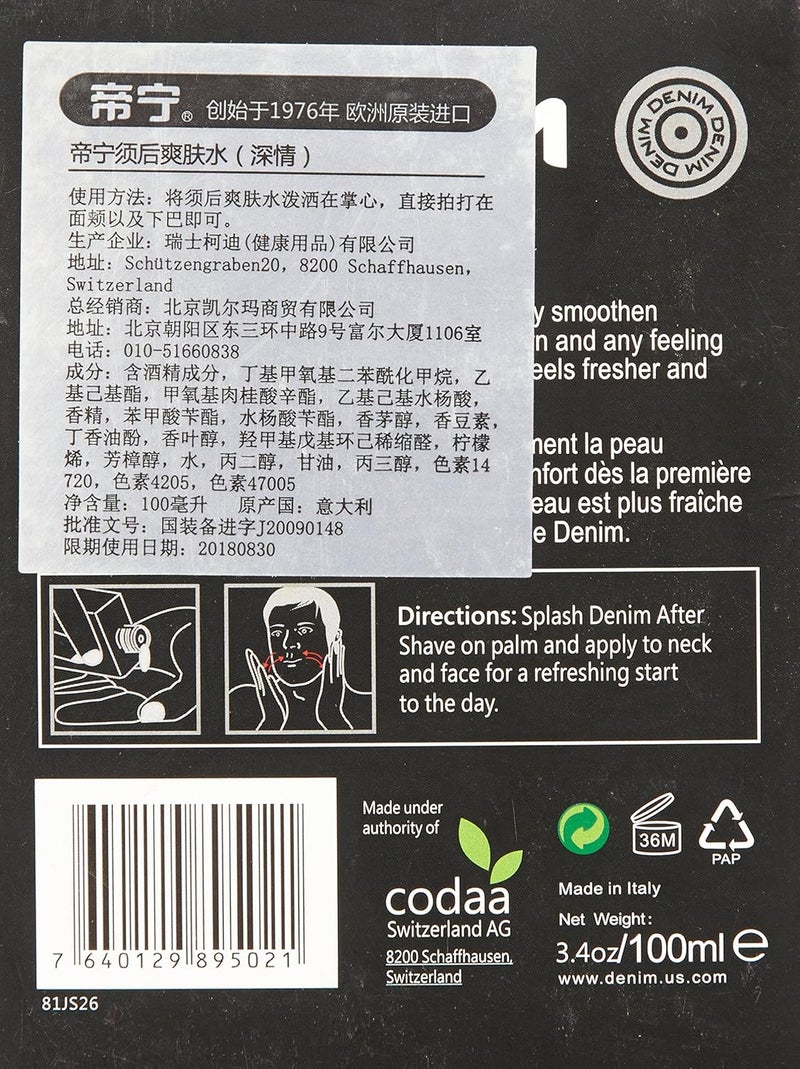 帝宁® 创始于1976年 欧洲原装进口
帝宁须后爽肤水（深情）
使用方法：将须后爽肤水泼洒在掌心，直接拍打在
面颊以及下巴即可。
生产企业：瑞士柯迪(健康用品)有限公司
地址：Schützengraben20，8200 Schaffhausen，
Switzerland
总经销商：北京凯尔玛商贸有限公司
地址：北京朝阳区东三环中路9号富尔大厦1106室
电话：010-51660838
成分：含酒精成分，丁基甲氧基二苯酰化甲烷，乙
基己基酯，甲氧基肉桂酸辛酯，乙基己基水杨酸，
香精，苯甲酸苄酯，水杨酸苄酯，香茅醇，香豆素，
丁香油酚，香叶醇，羟甲基戊基环己稀缩醛，柠檬
烯，芳樟醇，水，丙二醇，甘油，丙三醇，色素14
720，色素4205，色素47005
净含量：100毫升 原产国：意大利
批准文号：国装备进字J20090148
限期使用日期：20180830
DENIM DENIM DENIM
y smoothen
n and any feeling
eels fresher and
ment la peau
nfort dès la première
eau est plus fraîche
e Denim.
Directions: Splash Denim After
Shave on palm and apply to neck
and face for a refreshing start
to the day.
7 640129 895021
81JS26
Made under
authority of
codaa
Switzerland AG
8200 Schaffhausen,
Switzerland
36M
PAP
Made in Italy
Net Weight:
3.4oz/100ml e
www.denim.us.com